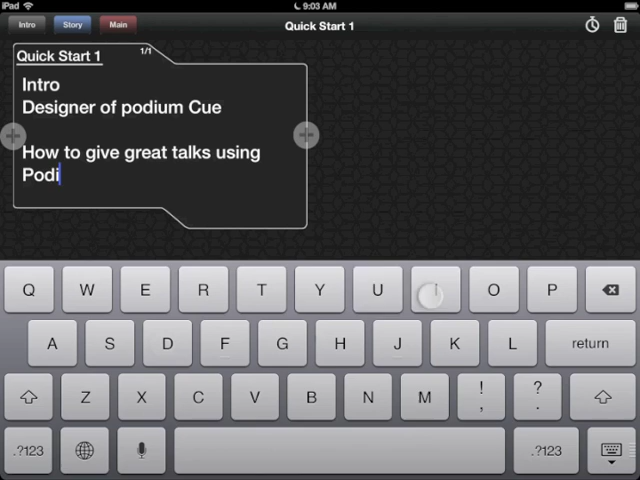 iPad 9:03 AM
Intro Story Main Quick Start 1
Quick Start 1 1/1
Intro
Designer of podium Cue
How to give great talks using
Podi
Q W E R T Y U I O P
A S D F G H J K L return
Z X C V B N M ! , ? .
.?123 .?123